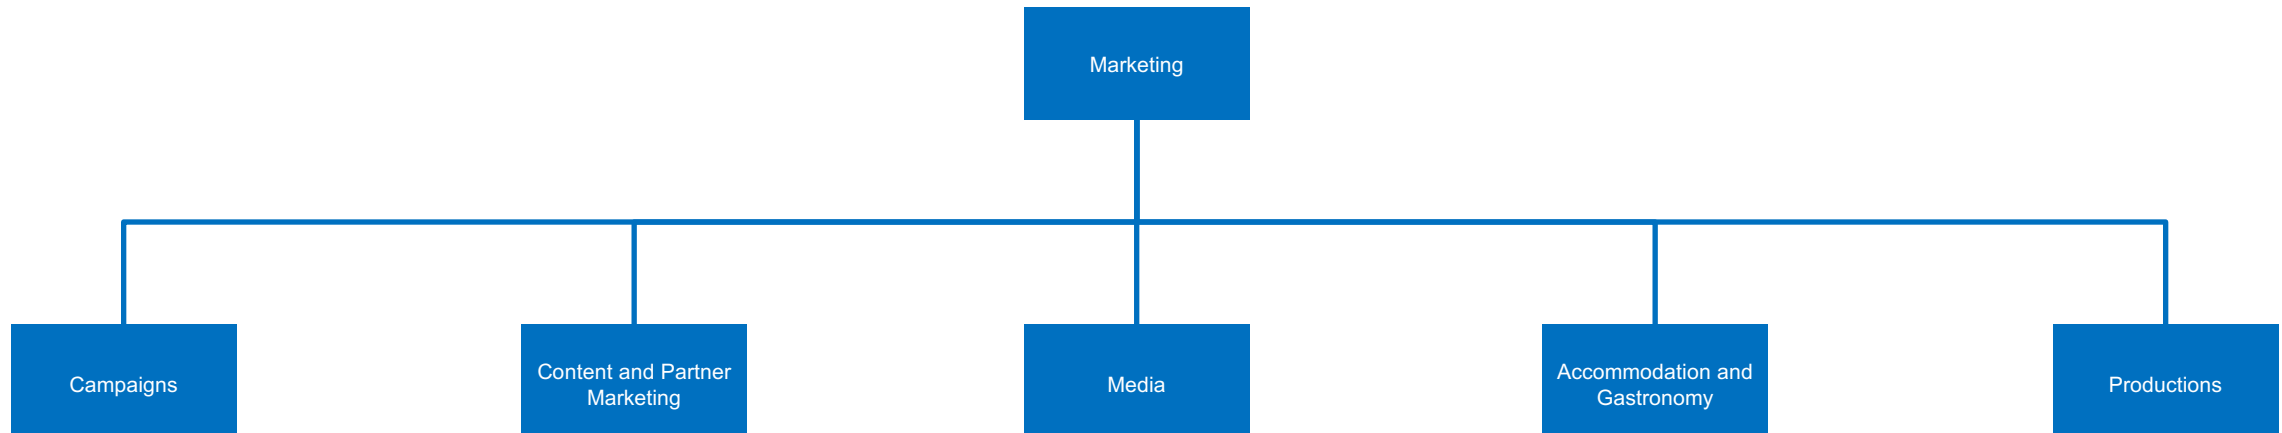 Marketing
Campaigns
Content and Partner
Marketing
Media
Accommodation and
Gastronomy
Productions